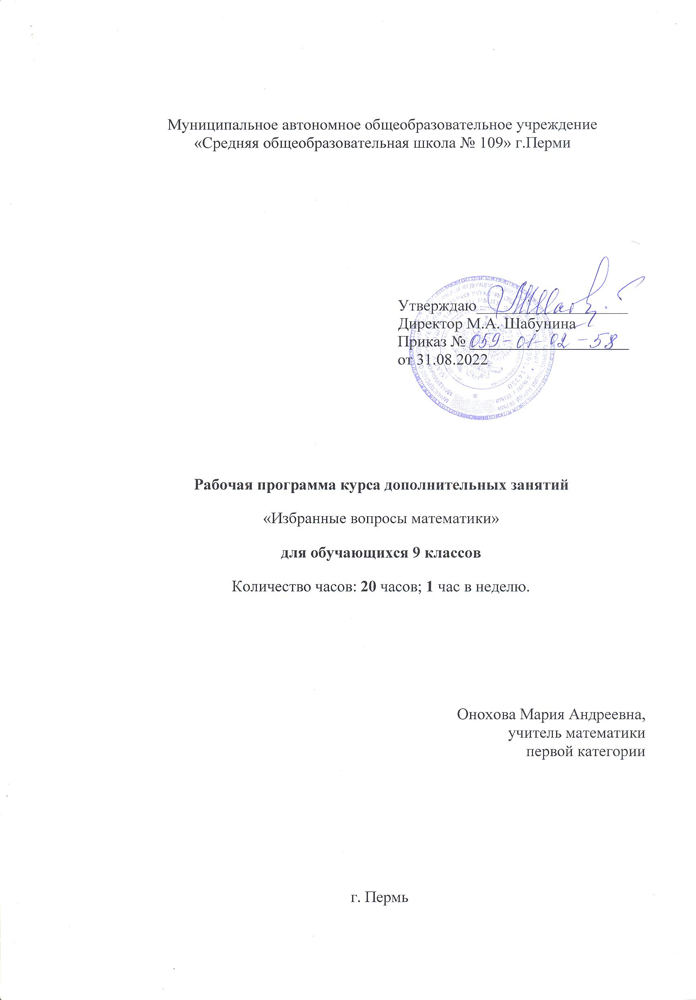 Муниципальное автономное общеобразовательное учреждение
«Средняя общеобразовательная школа № 109» г.Перми
Утверждаю
Директор М.А. Шабунина
Приказ № 059-01-02-58
от 31.08.2022
Рабочая программа курса дополнительных занятий
«Избранные вопросы математики»
для обучающихся 9 классов
Количество часов: 20 часов; 1 час в неделю.
Онохова Мария Андреевна,
учитель математики
первой категории
г. Пермь